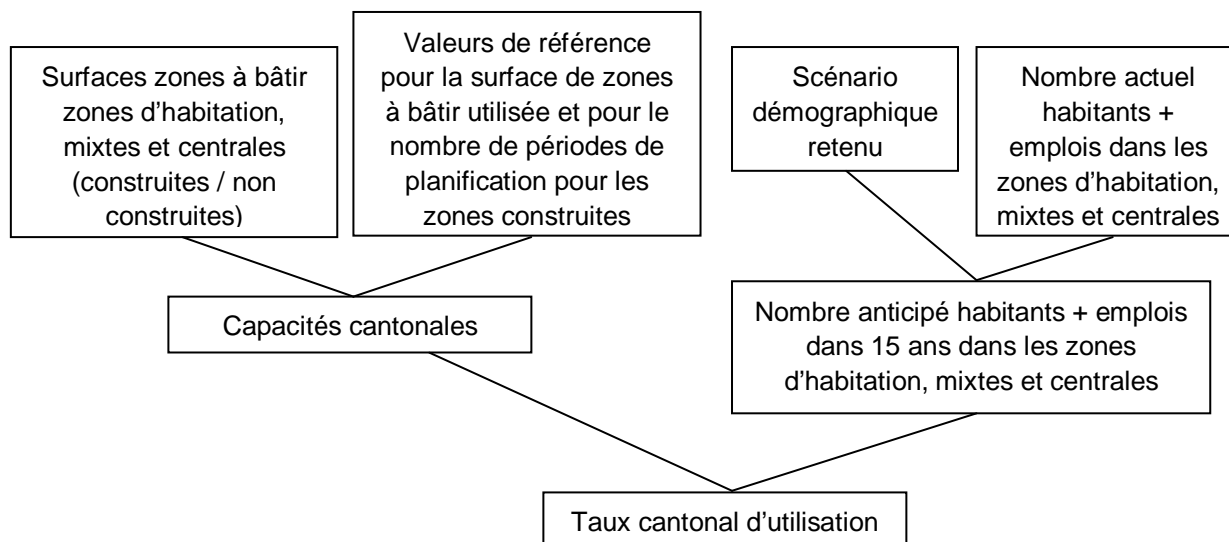 Surfaces zones à bâtir
zones d'habitation,
mixtes et centrales
(construites / non
construites)
Valeurs de référence
pour la surface de zones
à bâtir utilisée et pour le
nombre de périodes de
planification pour les
zones construites
Scénario
démographique
retenu
Nombre actuel
habitants +
emplois dans les
zones d'habitation,
mixtes et centrales
Capacités cantonales
Nombre anticipé habitants + emplois
dans 15 ans dans les zones
d'habitation, mixtes et centrales
Taux cantonal d'utilisation